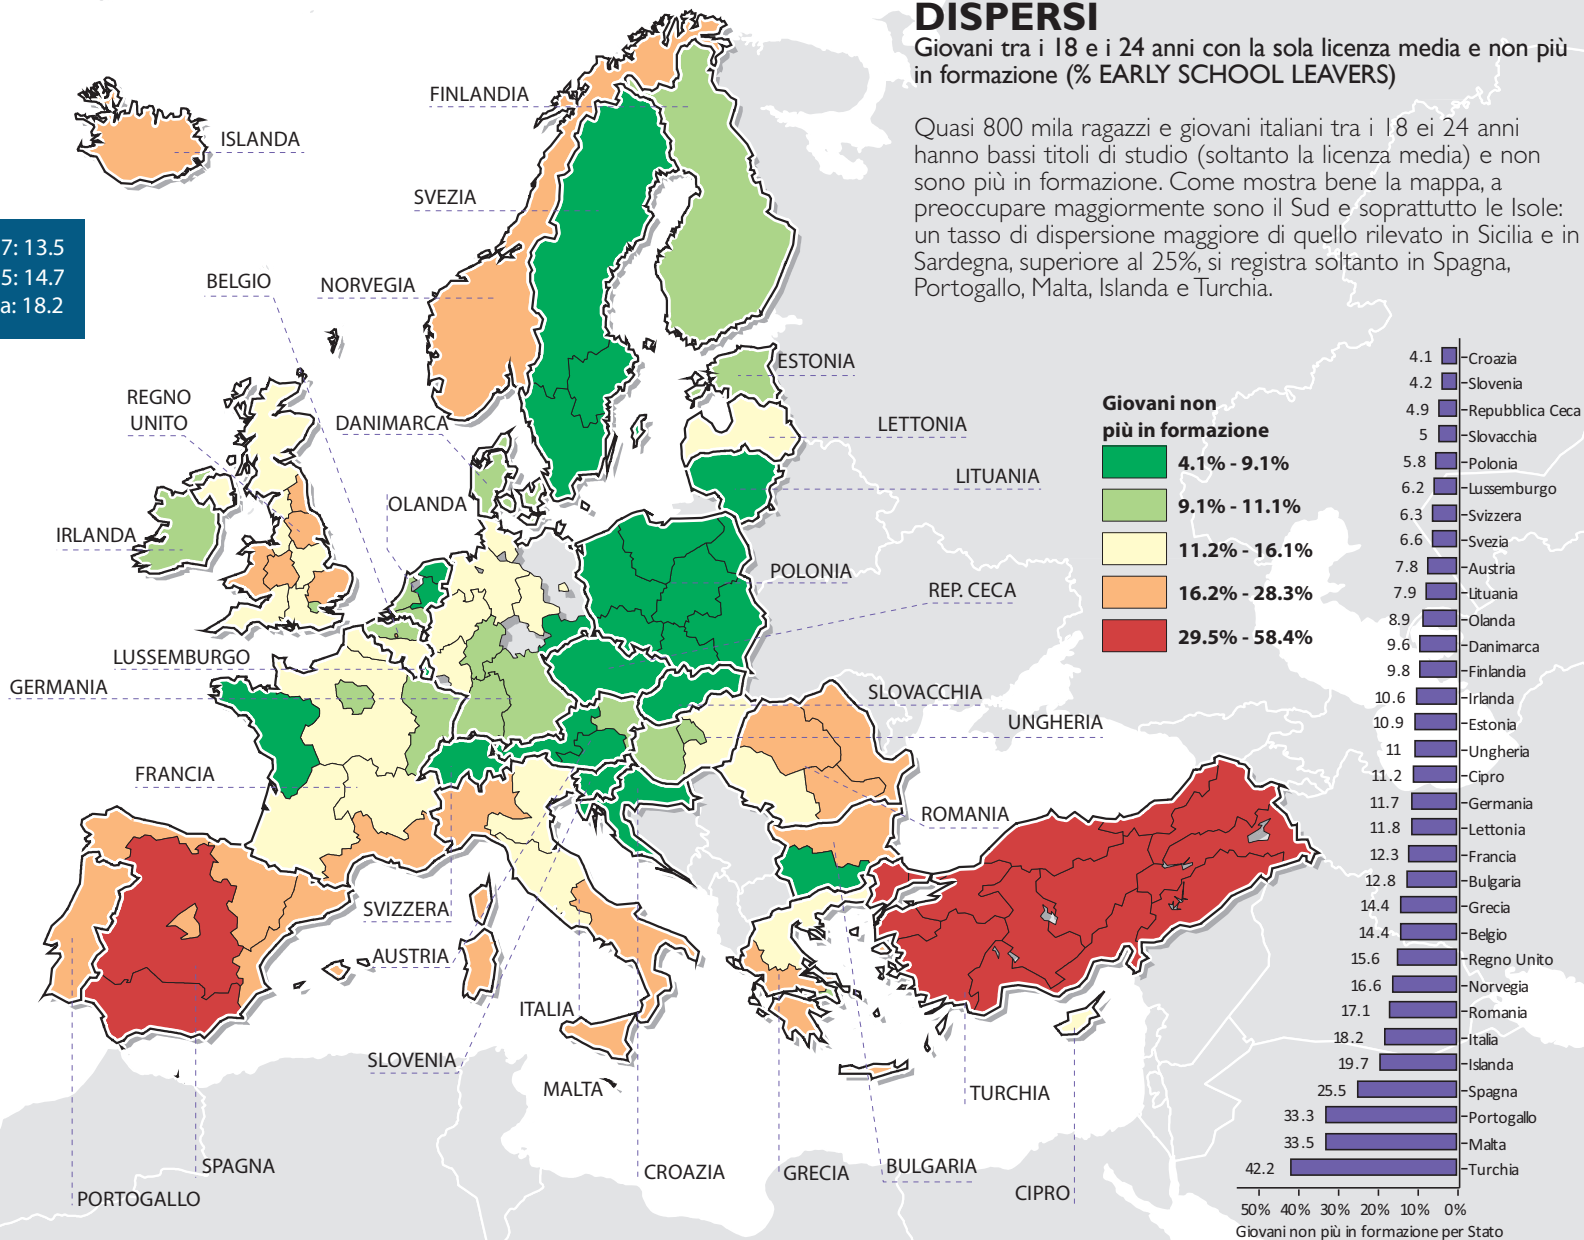 DISPERSI
Giovani tra i 18 e i 24 anni con la sola licenza media e non più
in formazione (% EARLY SCHOOL LEAVERS)
Quasi 800 mila ragazzi e giovani italiani tra i 18 ei 24 anni
hanno bassi titoli di studio (soltanto la licenza media) e non
sono più in formazione. Come mostra bene la mappa, a
preoccupare maggiormente sono il Sud e soprattutto le Isole:
un tasso di dispersione maggiore di quello rilevato in Sicilia e in
Sardegna, superiore al 25%, si registra soltanto in Spagna,
Portogallo, Malta, Islanda e Turchia.
7: 13.5
5: 14.7
a: 18.2
ISLANDA
FINLANDIA
SVEZIA
BELGIO
NORVEGIA
REGNO
UNITO
DANIMARCA
ESTONIA
LETTONIA
LITUANIA
OLANDA
IRLANDA
POLONIA
REP. CECA
LUSSEMBURGO
GERMANIA
SLOVACCHIA
UNGHERIA
FRANCIA
ROMANIA
SVIZZERA
AUSTRIA
ITALIA
SLOVENIA
MALTA
TURCHIA
SPAGNA
PORTOGALLO
CROAZIA
GRECIA
BULGARIA
CIPRO
Giovani non
più in formazione
4.1% - 9.1%
9.1% - 11.1%
11.2% - 16.1%
16.2% - 28.3%
29.5% - 58.4%
4.1 Croazia
4.2 Slovenia
4.9 Repubblica Ceca
5 Slovacchia
5.8 Polonia
6.2 Lussemburgo
6.3 Svizzera
6.6 Svezia
7.8 Austria
7.9 Lituania
8.9 Olanda
9.6 Danimarca
9.8 Finlandia
10.6 Irlanda
10.9 Estonia
11 Ungheria
11.2 Cipro
11.7 Germania
11.8 Lettonia
12.3 Francia
12.8 Bulgaria
14.4 Grecia
14.4 Belgio
15.6 Regno Unito
16.6 Norvegia
17.1 Romania
18.2 Italia
19.7 Islanda
25.5 Spagna
33.3 Portogallo
33.5 Malta
42.2 Turchia
50% 40% 30% 20% 10% 0%
Giovani non più in formazione per Stato